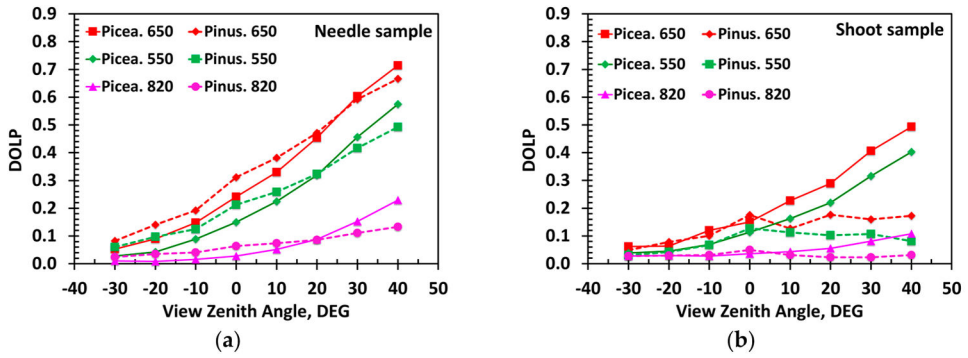 0.9
0.8
0.7
0.6
0.5
0.4
0.3
0.2
0.1
0.0
DOLP
Picea. 650 Pinus. 650
Picea. 550 Pinus. 550
Picea. 820 Pinus. 820
Needle sample
-30 -20 -10 0 10 20 30 40 50
View Zenith Angle, DEG
(a)
0.9
0.8
0.7
0.6
0.5
0.4
0.3
0.2
0.1
0.0
DOLP
Picea. 650 Pinus. 650
Picea. 550 Pinus. 550
Picea. 820 Pinus. 820
Shoot sample
-30 -20 -10 0 10 20 30 40 50
View Zenith Angle, DEG
(b)